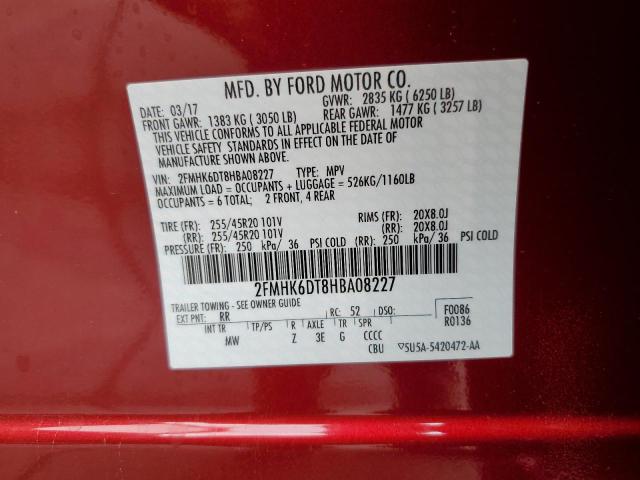 MFD. BY FORD MOTOR CO.
DATE: 03/17 GVWR: 2835 KG ( 6250 LB)
FRONT GAWR: 1383 KG ( 3050 LB) REAR GAWR: 1477 KG ( 3257 LB)
THIS VEHICLE CONFORMS TO ALL APPLICABLE FEDERAL MOTOR
VEHICLE SAFETY STANDARDS IN EFFECT ON THE DATE OF
MANUFACTURE SHOWN ABOVE.
VIN: 2FMHK6DT8HBA08227 TYPE: MPV
MAXIMUM LOAD = OCCUPANTS + LUGGAGE = 526KG/1160LB
OCCUPANTS = 6 TOTAL; 2 FRONT, 4 REAR
TIRE (FR): 255/45R20 101V RIMS (FR): 20X8.0J
(RR): 255/45R20 101V (RR): 20X8.0J
PRESSURE (FR): 250 kPa/ 36 PSI COLD (RR): 250 kPa/ 36 PSI COLD
2FMHK6DT8HBA08227
TRAILER TOWING - SEE OWNER GUIDE
EXT PNT: RR RC: 52 DSO: F0086
R0136
INT TR TP/PS R AXLE TR SPR
MW Z 3E G CCCC
CBU 5U5A-5420472-AA